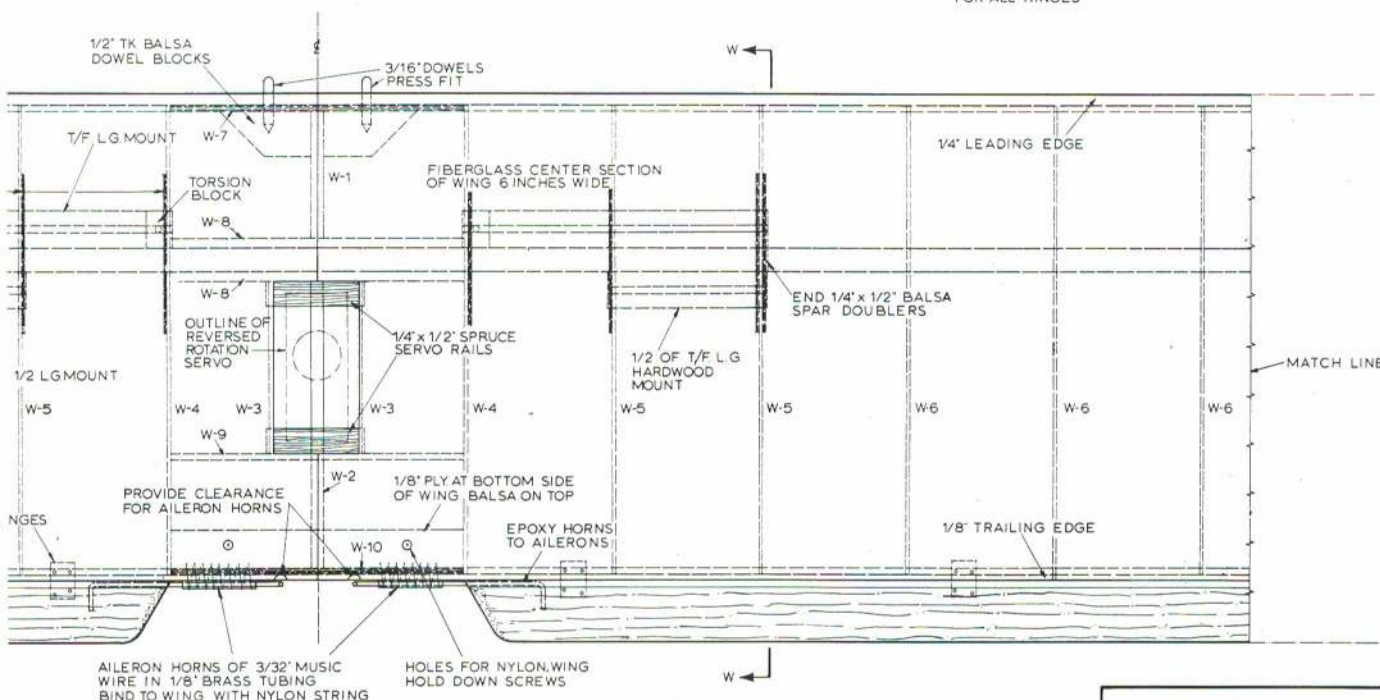 FOR ALL HINGES
1/2" TK BALSA
DOWEL BLOCKS
℄
3/16" DOWELS
PRESS FIT
W
W-7
T/F L.G. MOUNT
W-1
FIBERGLASS CENTER SECTION
OF WING 6 INCHES WIDE
1/4" LEADING EDGE
TORSION
BLOCK
W-8
W-8
END 1/4" x 1/2" BALSA
SPAR DOUBLERS
OUTLINE OF
REVERSED
ROTATION
SERVO
1/4" x 1/2" SPRUCE
SERVO RAILS
1/2 OF T/F L.G.
HARDWOOD
MOUNT
MATCH LINE
1/2 L.G MOUNT
W-5
W-4
W-3
W-3
W-4
W-5
W-5
W-6
W-6
W-6
W-9
W-2
1/8" PLY AT BOTTOM SIDE
OF WING BALSA ON TOP
PROVIDE CLEARANCE
FOR AILERON HORNS
NGES
EPOXY HORNS
TO AILERONS
1/8" TRAILING EDGE
W-10
AILERON HORNS OF 3/32" MUSIC
WIRE IN 1/8" BRASS TUBING
BIND TO WING WITH NYLON STRING
HOLES FOR NYLON, WING
HOLD DOWN SCREWS
W